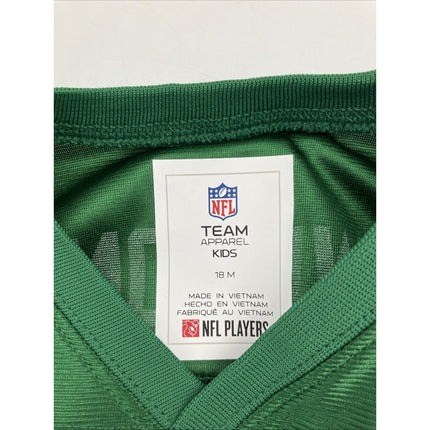 NFL
TEAM
APPAREL
KIDS
18 M
MADE IN VIETNAM
HECHO EN VIETNAM
FABRIQUÉ AU VIETNAM
NFL PLAYERS